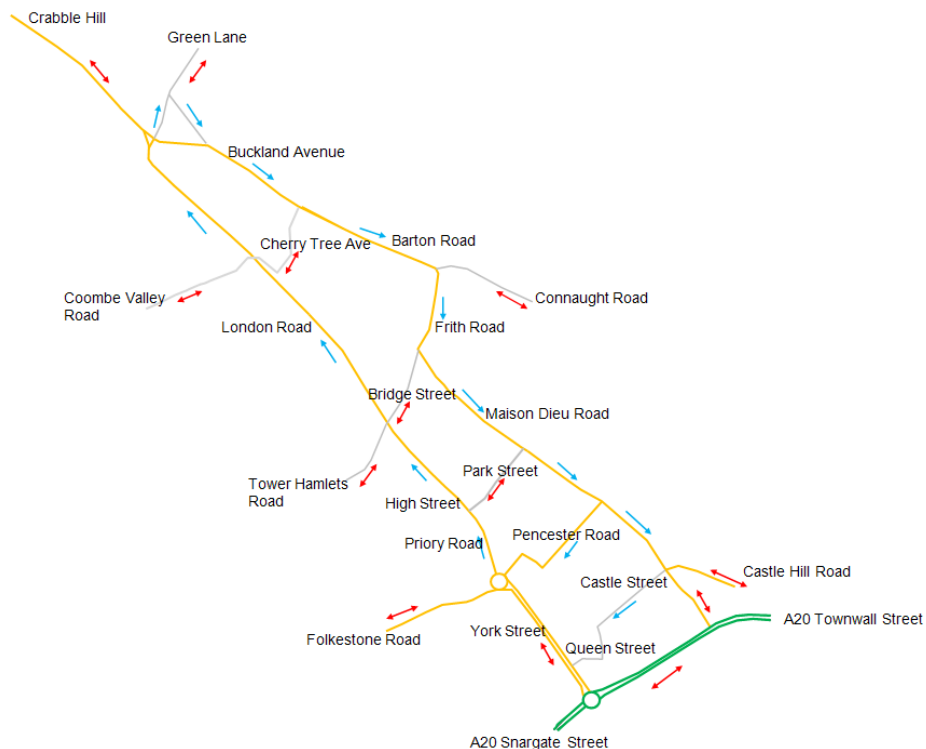 Crabble Hill
Green Lane
Buckland Avenue
Cherry Tree Ave
Barton Road
Coombe Valley
Road
Connaught Road
London Road
Frith Road
Bridge Street
Maison Dieu Road
Tower Hamlets
Road
Park Street
High Street
Priory Road
Pencester Road
Castle Street
Castle Hill Road
Folkestone Road
York Street
Queen Street
A20 Townwall Street
A20 Snargate Street